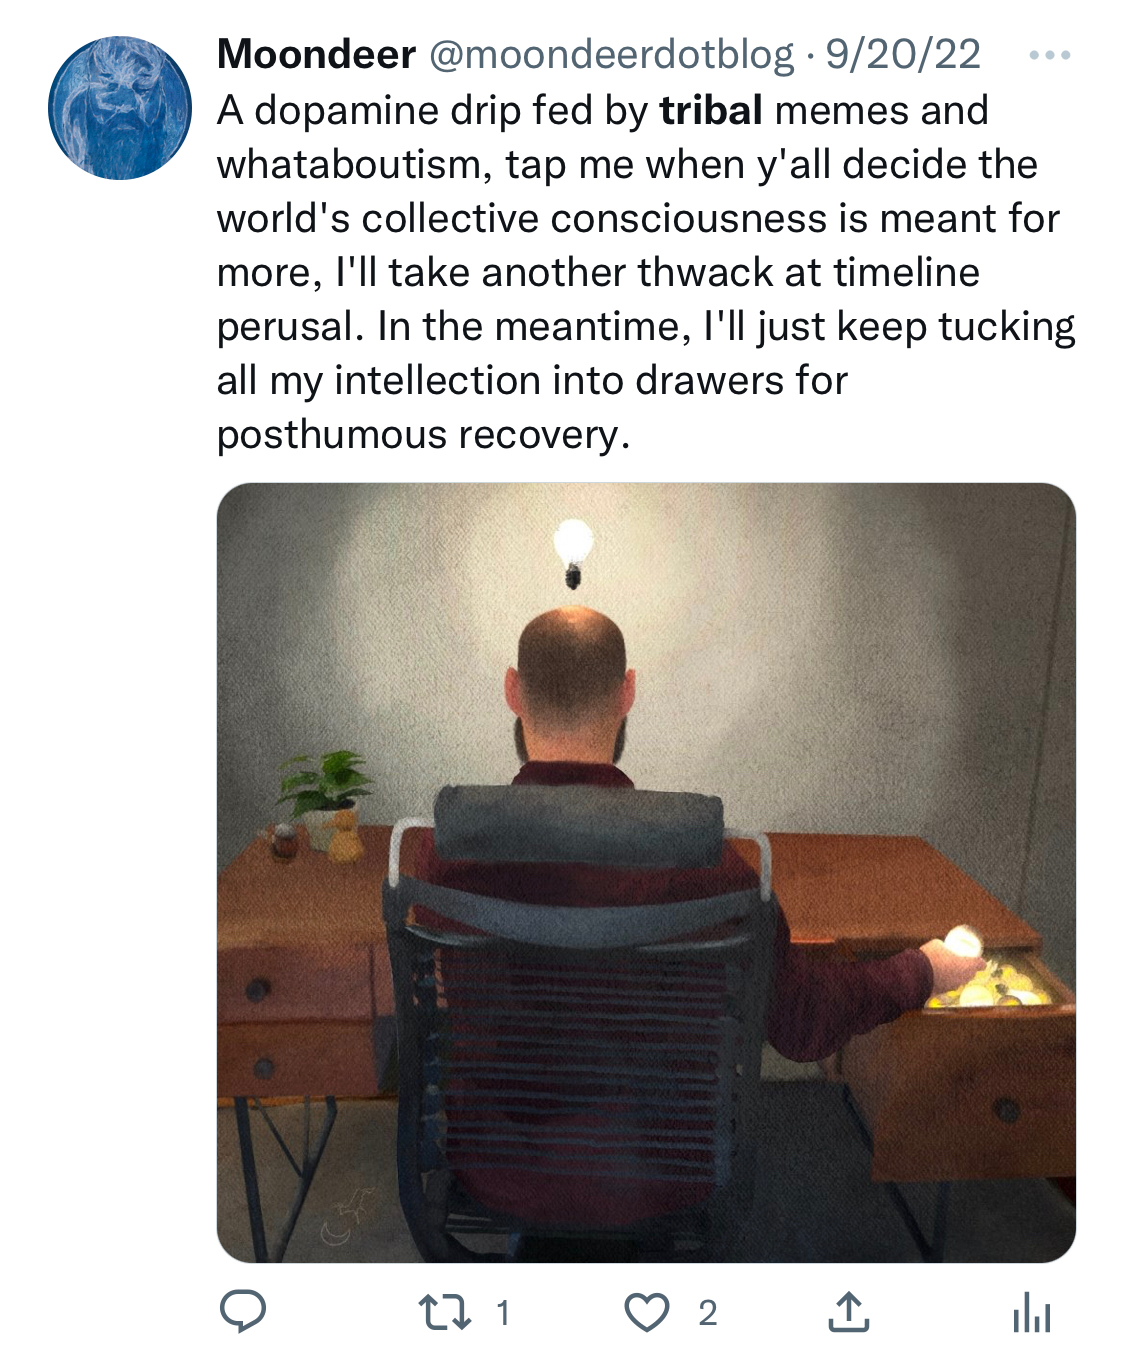 Moondeer @moondeerdotblog · 9/20/22
A dopamine drip fed by tribal memes and
whataboutism, tap me when y'all decide the
world's collective consciousness is meant for
more, I'll take another thwack at timeline
perusal. In the meantime, I'll just keep tucking
all my intellection into drawers for
posthumous recovery.
1 2